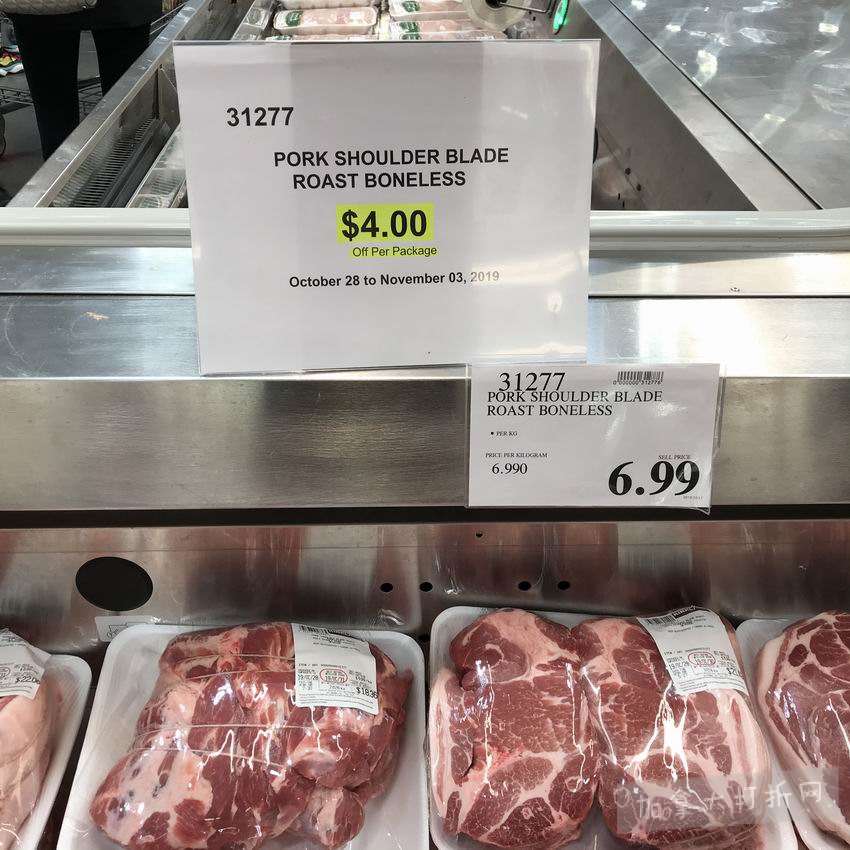 31277
PORK SHOULDER BLADE
ROAST BONELESS
$4.00
Off Per Package
October 28 to November 03, 2019
31277
PORK SHOULDER BLADE
ROAST BONELESS
• PER KG
PRICE PER KILOGRAM
6.990
SELL PRICE
6.99
$18.36
加拿大打折网